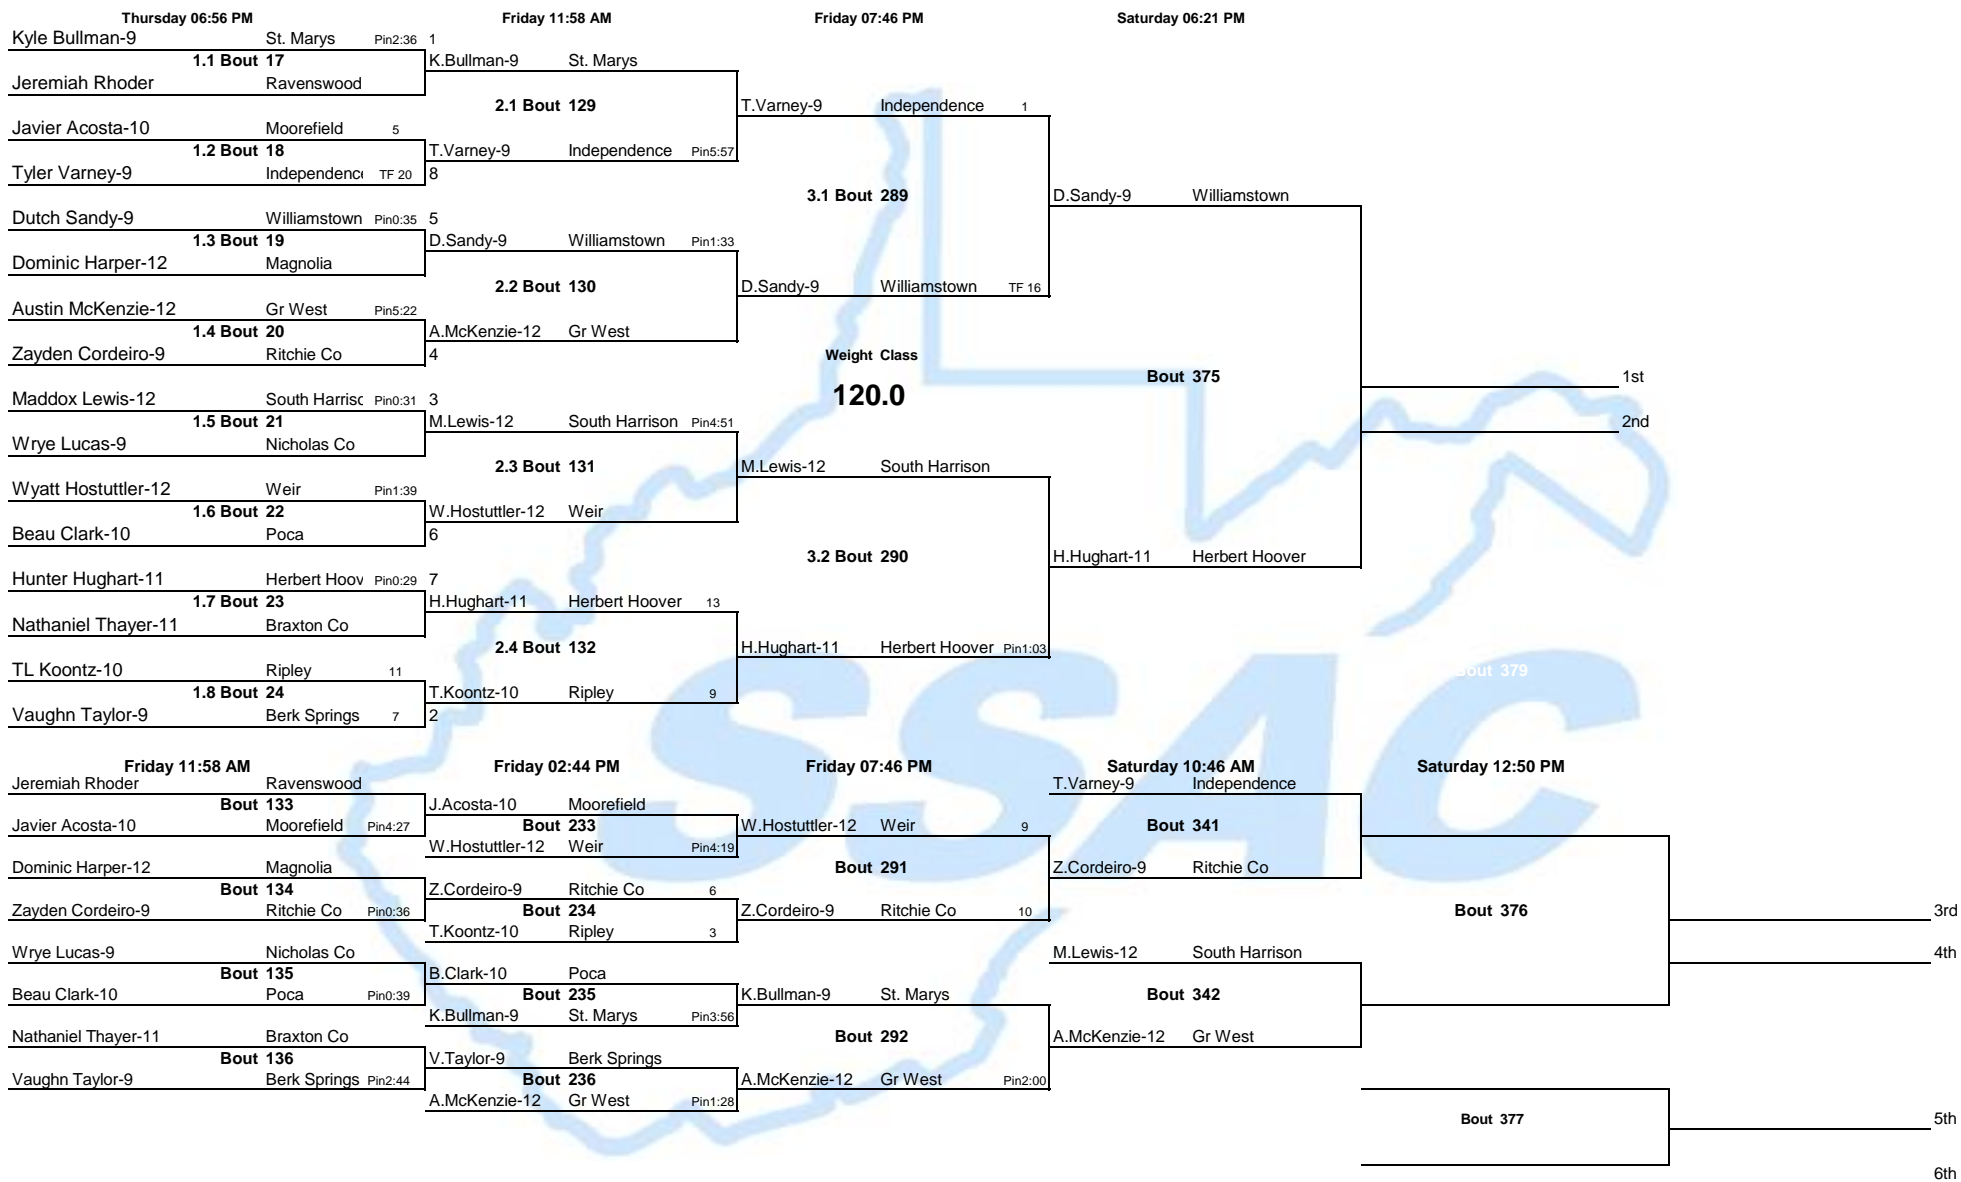 Thursday 06:56 PM Friday 11:58 AM Friday 07:46 PM Saturday 06:21 PM
Kyle Bullman-9 St. Marys Pin2:36 1
1.1 Bout 17 K.Bullman-9 St. Marys
Jeremiah Rhoder Ravenswood
2.1 Bout 129 T.Varney-9 Independence 1
Javier Acosta-10 Moorefield 5
1.2 Bout 18 T.Varney-9 Independence Pin5:57
Tyler Varney-9 Independence TF 20 8
3.1 Bout 289 D.Sandy-9 Williamstown
Dutch Sandy-9 Williamstown Pin0:35 5
1.3 Bout 19 D.Sandy-9 Williamstown Pin1:33
Dominic Harper-12 Magnolia
2.2 Bout 130 D.Sandy-9 Williamstown TF 16
Austin McKenzie-12 Gr West Pin5:22
1.4 Bout 20 A.McKenzie-12 Gr West
Zayden Cordeiro-9 Ritchie Co 4 Weight Class
Bout 375 1st
Maddox Lewis-12 South Harrisc Pin0:31 3 120.0
1.5 Bout 21 M.Lewis-12 South Harrison Pin4:51 2nd
Wrye Lucas-9 Nicholas Co
2.3 Bout 131 M.Lewis-12 South Harrison
Wyatt Hostuttler-12 Weir Pin1:39
1.6 Bout 22 W.Hostuttler-12 Weir
Beau Clark-10 Poca 6
3.2 Bout 290 H.Hughart-11 Herbert Hoover
Hunter Hughart-11 Herbert Hoov Pin0:29 7
1.7 Bout 23 H.Hughart-11 Herbert Hoover 13
Nathaniel Thayer-11 Braxton Co
2.4 Bout 132 H.Hughart-11 Herbert Hoover Pin1:03
TL Koontz-10 Ripley 11 Bout 379
1.8 Bout 24 T.Koontz-10 Ripley 9
Vaughn Taylor-9 Berk Springs 7 2
SSAC
Friday 11:58 AM Friday 02:44 PM Friday 07:46 PM Saturday 10:46 AM Saturday 12:50 PM
Jeremiah Rhoder Ravenswood T.Varney-9 Independence
Bout 133 J.Acosta-10 Moorefield
Javier Acosta-10 Moorefield Pin4:27 Bout 233 W.Hostuttler-12 Weir 9 Bout 341
W.Hostuttler-12 Weir Pin4:19
Dominic Harper-12 Magnolia Bout 291 Z.Cordeiro-9 Ritchie Co
Bout 134 Z.Cordeiro-9 Ritchie Co 6
Zayden Cordeiro-9 Ritchie Co Pin0:36 Bout 234 Z.Cordeiro-9 Ritchie Co 10 Bout 376 3rd
T.Koontz-10 Ripley 3
Wrye Lucas-9 Nicholas Co M.Lewis-12 South Harrison 4th
Bout 135 B.Clark-10 Poca
Beau Clark-10 Poca Pin0:39 Bout 235 K.Bullman-9 St. Marys Bout 342
K.Bullman-9 St. Marys Pin3:56
Nathaniel Thayer-11 Braxton Co Bout 292 A.McKenzie-12 Gr West
Bout 136 V.Taylor-9 Berk Springs
Vaughn Taylor-9 Berk Springs Pin2:44 Bout 236 A.McKenzie-12 Gr West Pin2:00
A.McKenzie-12 Gr West Pin1:28
Bout 377 5th
6th